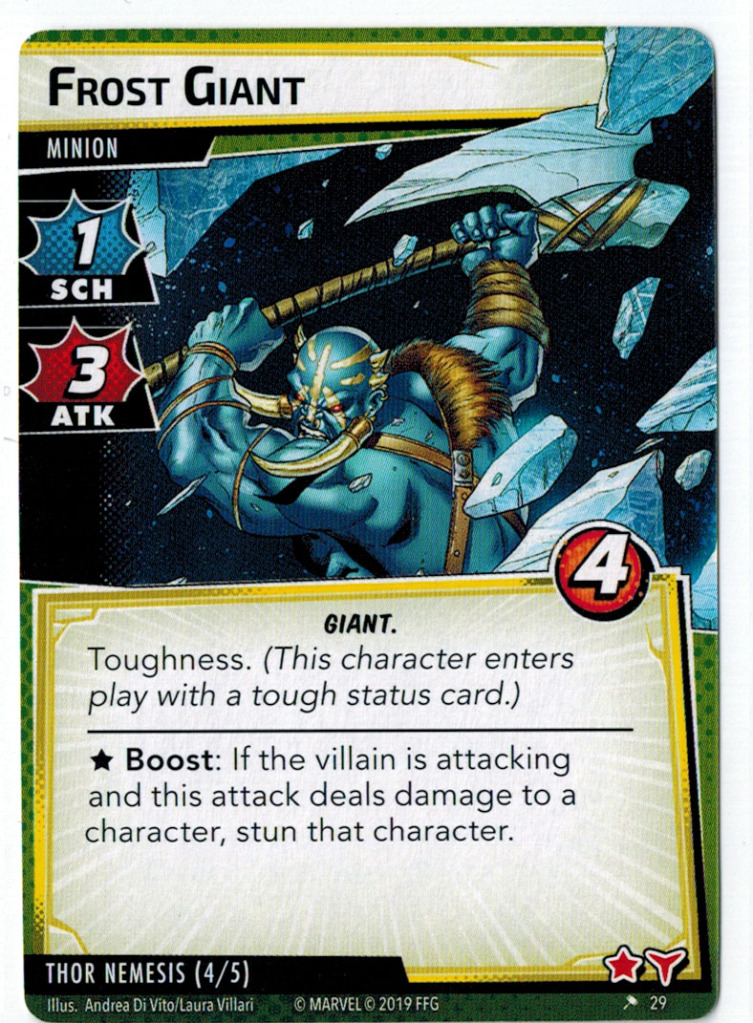 FROST GIANT
MINION
1
SCH
3
ATK
4
GIANT.
Toughness. (This character enters
play with a tough status card.)
★ Boost: If the villain is attacking
and this attack deals damage to a
character, stun that character.
THOR NEMESIS (4/5)
Illus. Andrea Di Vito/Laura Villari © MARVEL © 2019 FFG 29